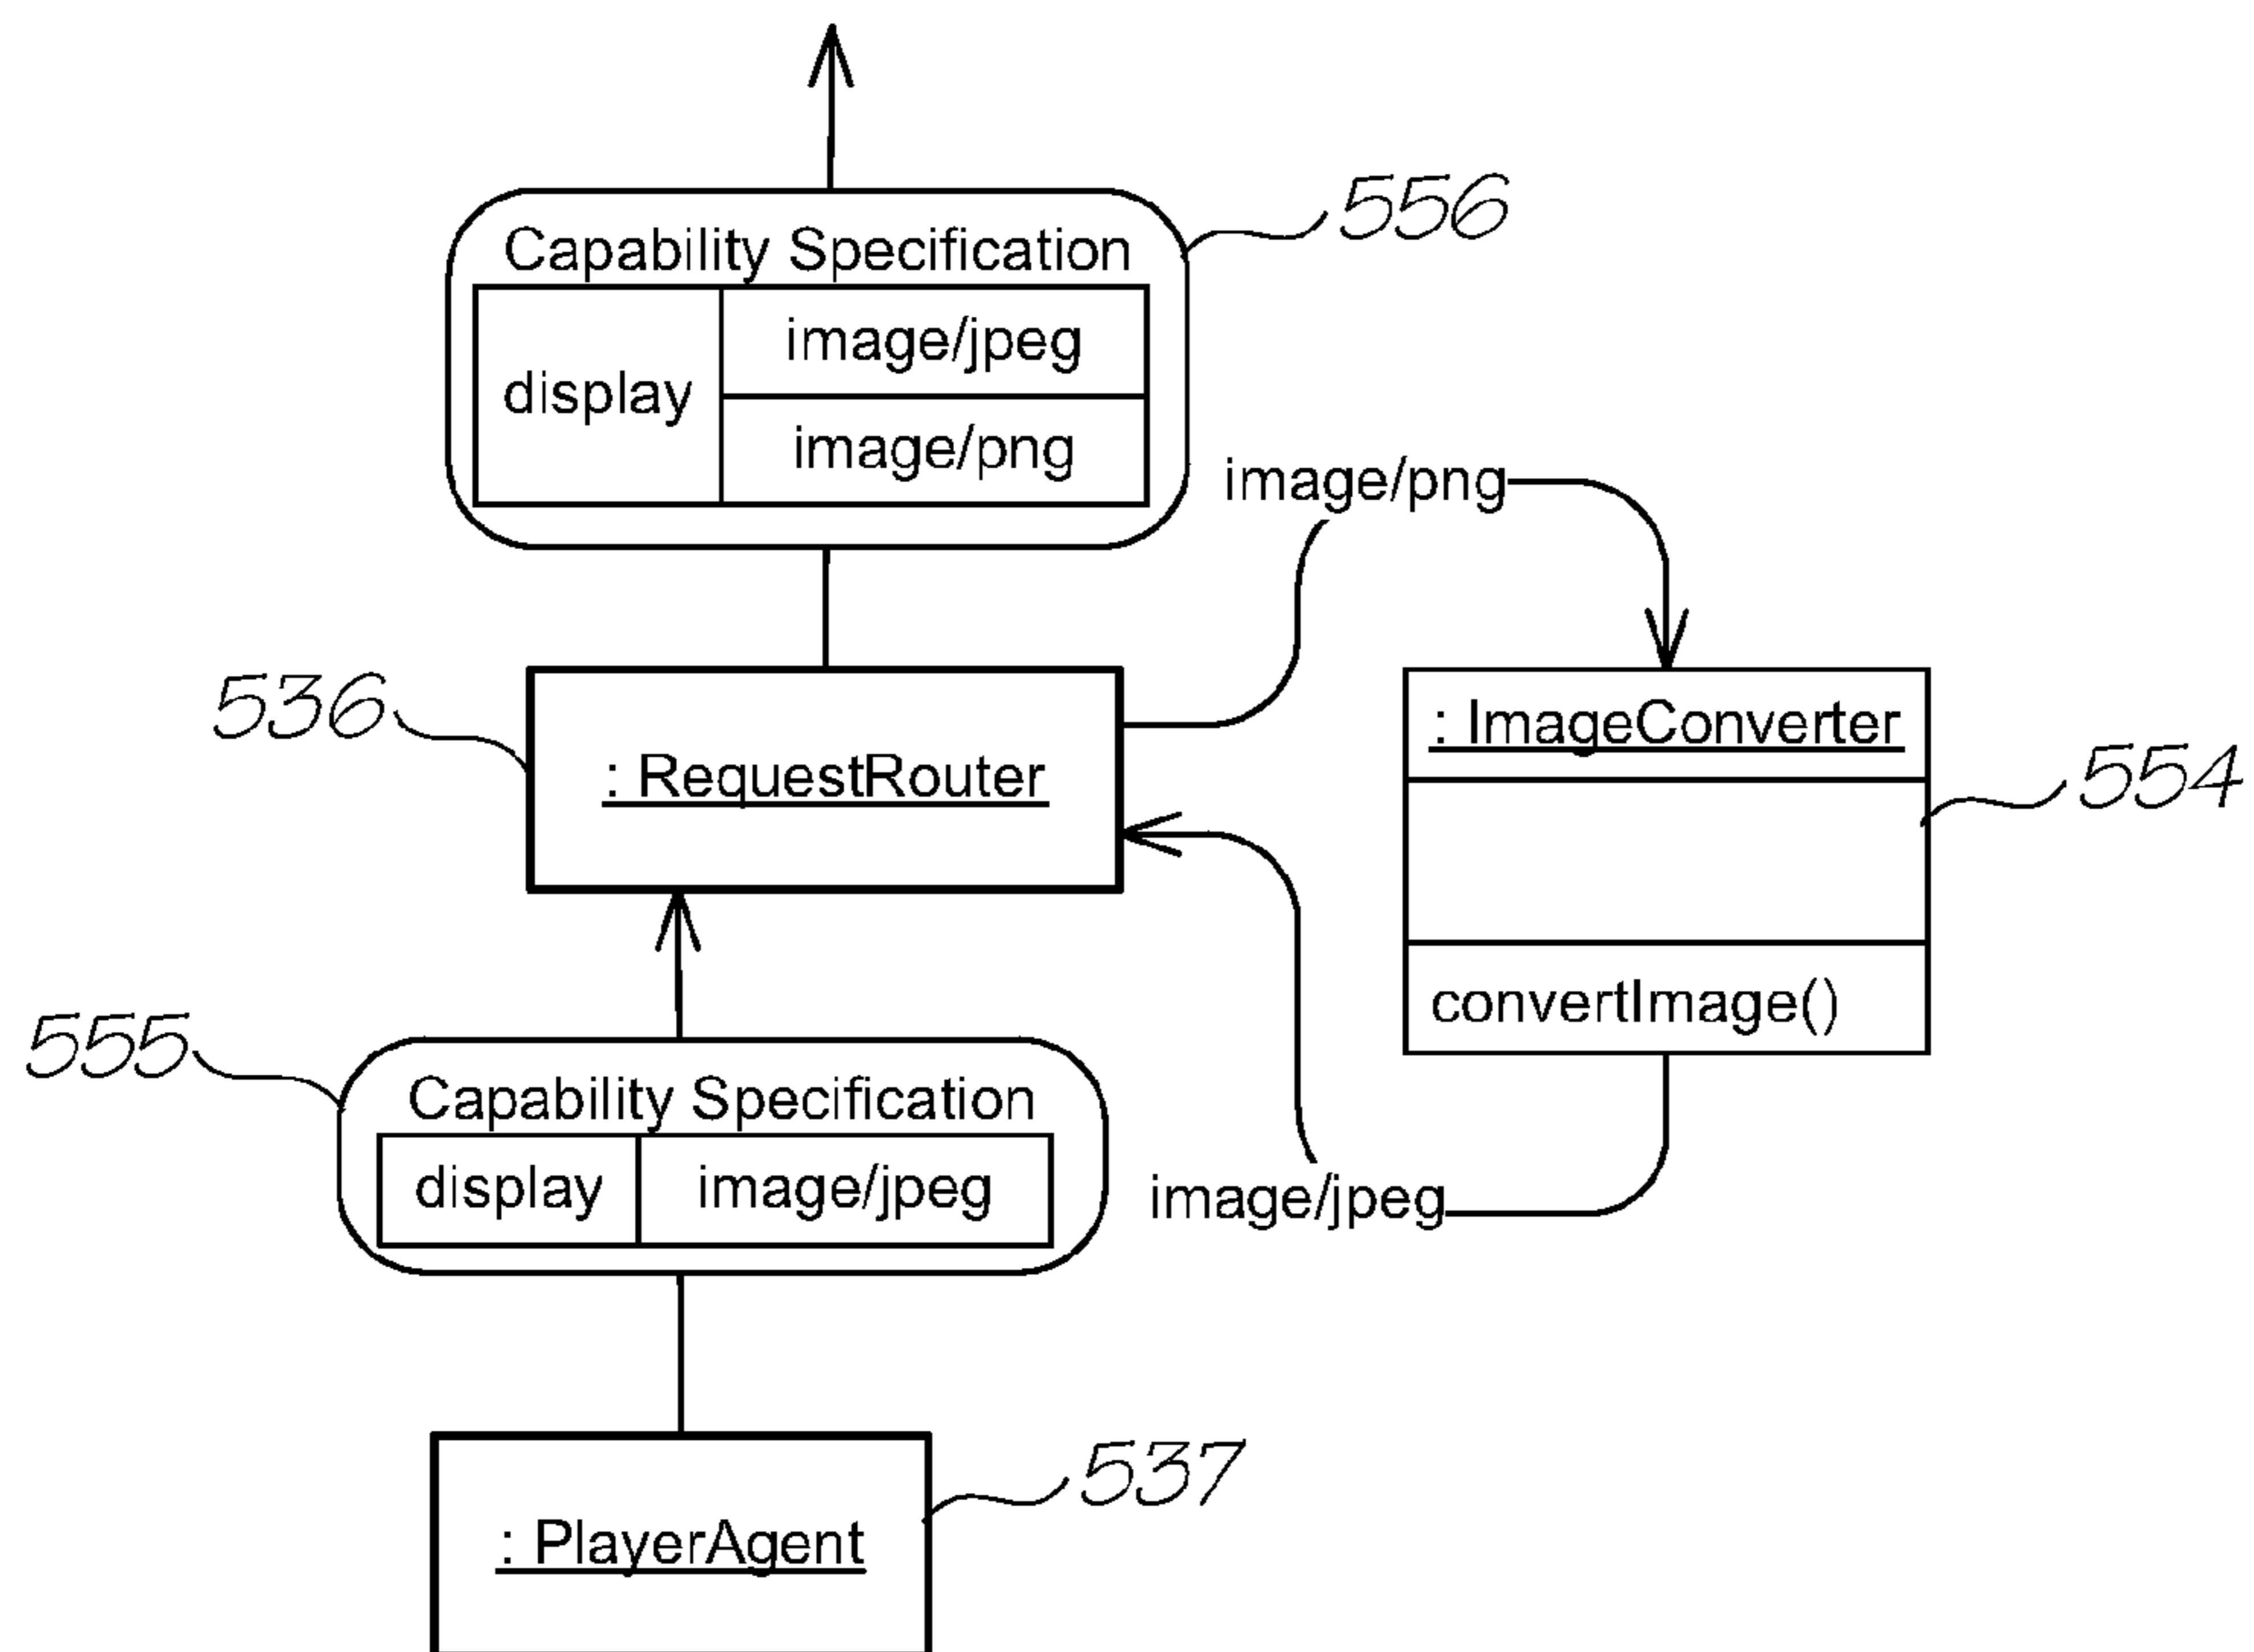 556
Capability Specification
display
image/jpeg
image/png
image/png
536
: RequestRouter
: ImageConverter
554
convertImage()
555
Capability Specification
display
image/jpeg
image/jpeg
537
: PlayerAgent